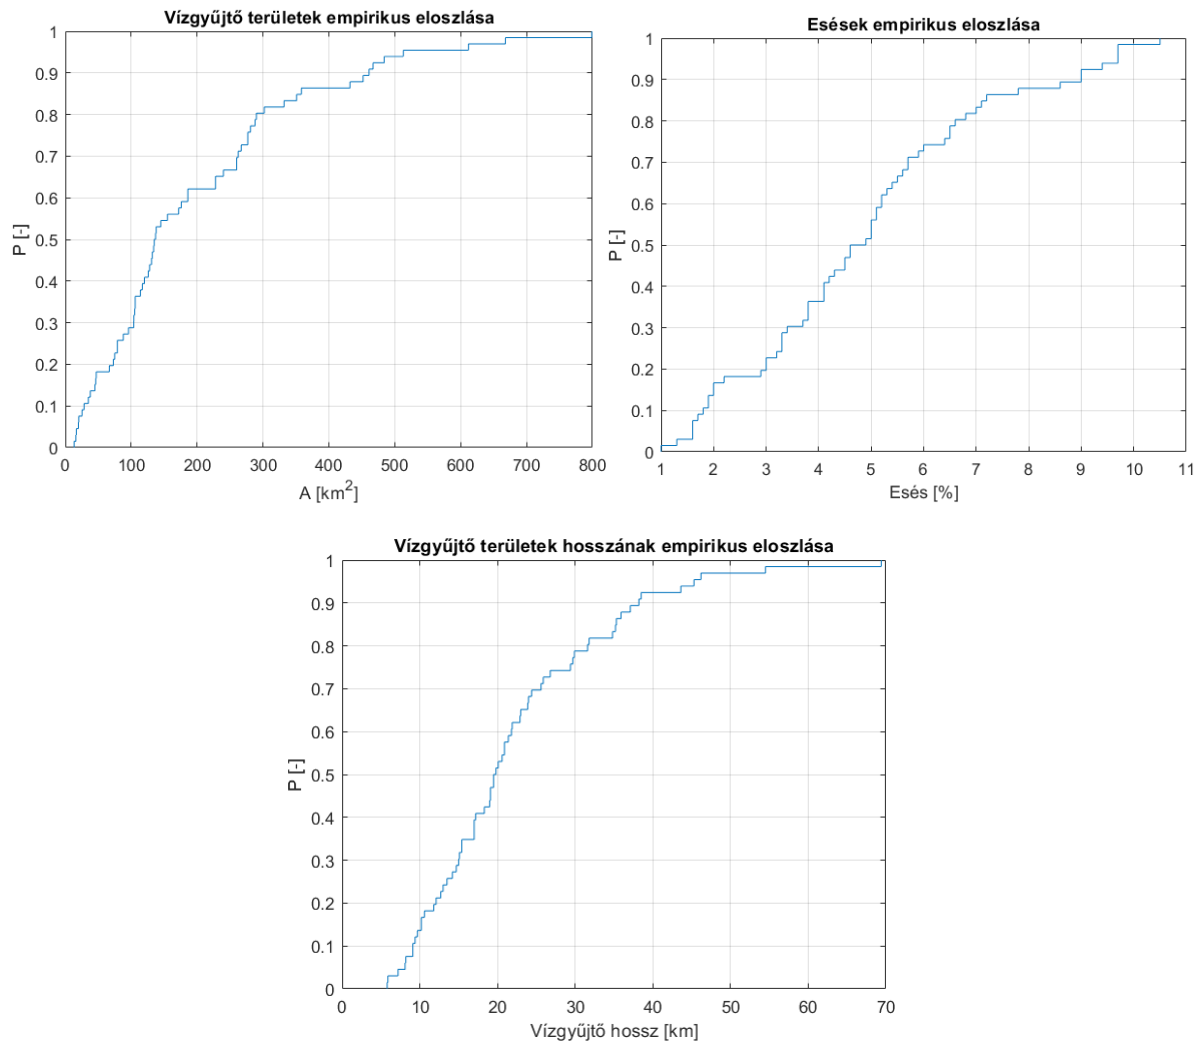 Vízgyűjtő területek empirikus eloszlása
1
0.9
0.8
0.7
0.6
0.5
0.4
0.3
0.2
0.1
0
P [-]
0 100 200 300 400 500 600 700 800
A [km²]
Esések empirikus eloszlása
1
0.9
0.8
0.7
0.6
0.5
0.4
0.3
0.2
0.1
0
P [-]
1 2 3 4 5 6 7 8 9 10 11
Esés [%]
Vízgyűjtő területek hosszának empirikus eloszlása
1
0.9
0.8
0.7
0.6
0.5
0.4
0.3
0.2
0.1
0
P [-]
0 10 20 30 40 50 60 70
Vízgyűjtő hossz [km]